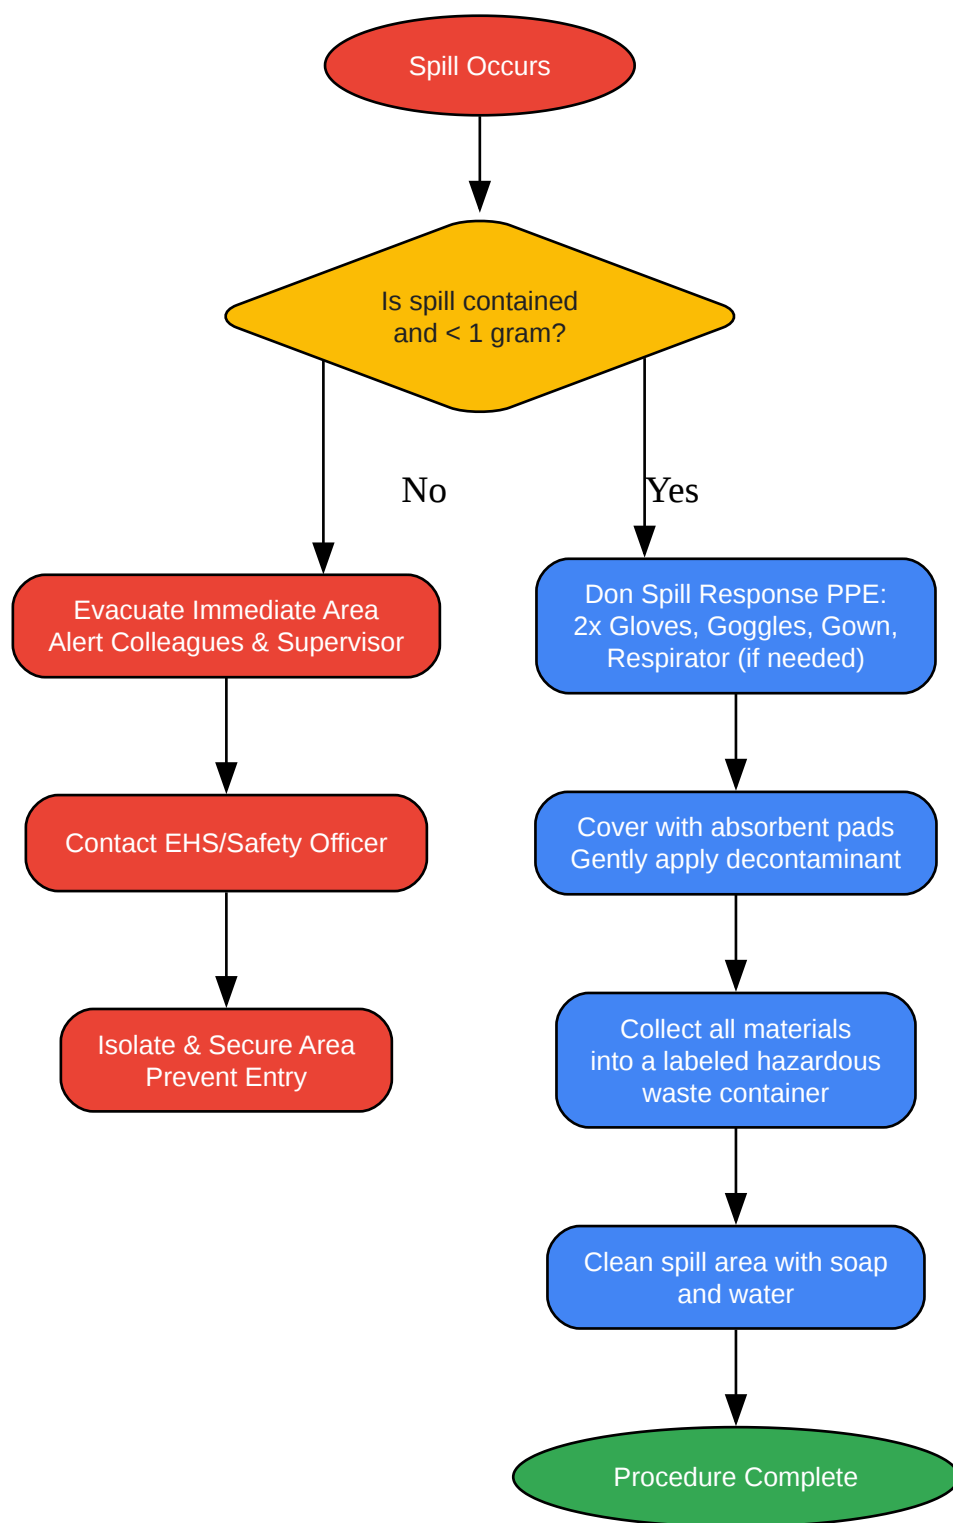 Spill Occurs
Is spill contained
and < 1 gram?
No
Yes
Evacuate Immediate Area
Alert Colleagues & Supervisor
Contact EHS/Safety Officer
Isolate & Secure Area
Prevent Entry
Don Spill Response PPE:
2x Gloves, Goggles, Gown,
Respirator (if needed)
Cover with absorbent pads
Gently apply decontaminant
Collect all materials
into a labeled hazardous
waste container
Clean spill area with soap
and water
Procedure Complete